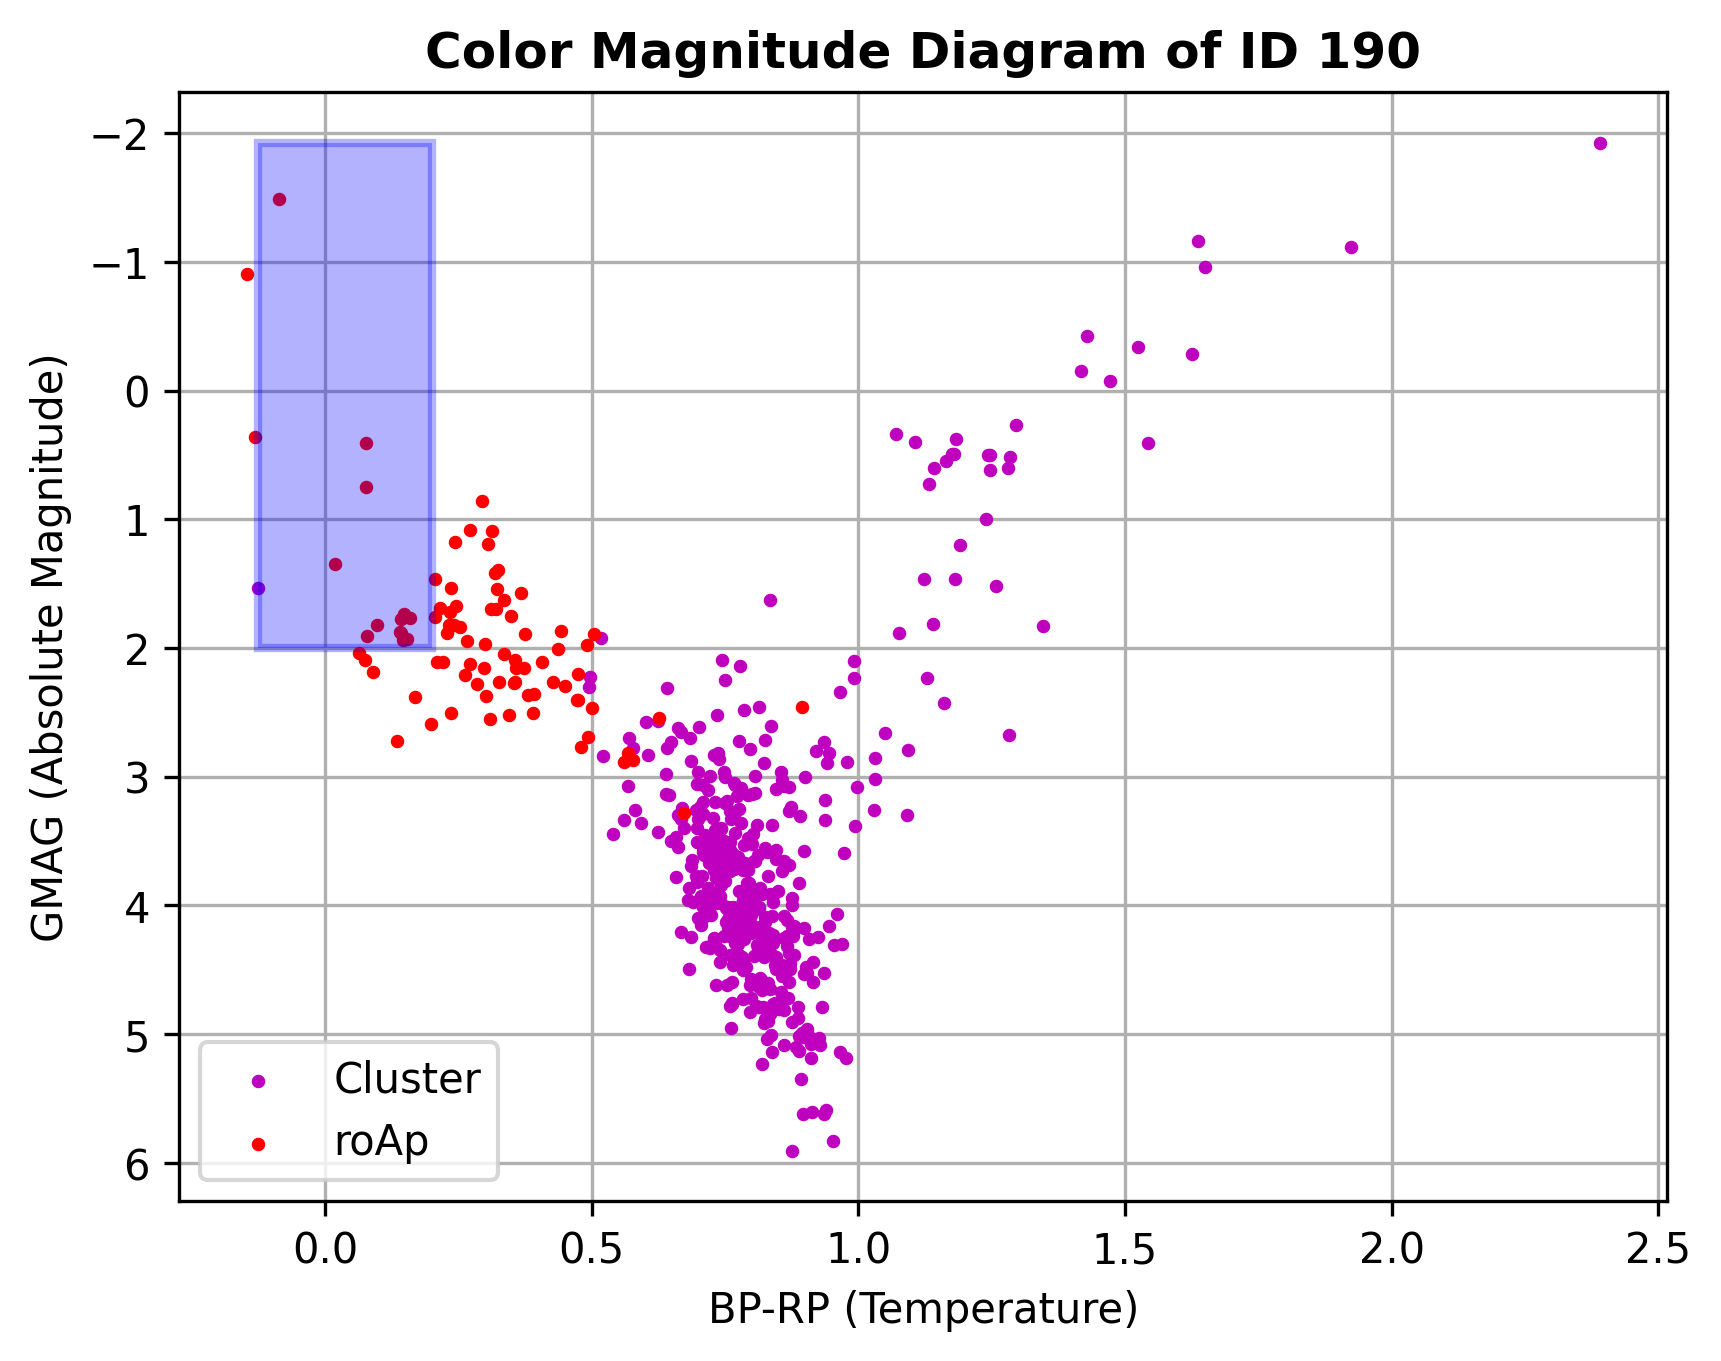 Color Magnitude Diagram of ID 190
GMAG (Absolute Magnitude)
−2
−1
0
1
2
3
4
5
6
Cluster
roAp
0.0 0.5 1.0 1.5 2.0 2.5
BP-RP (Temperature)